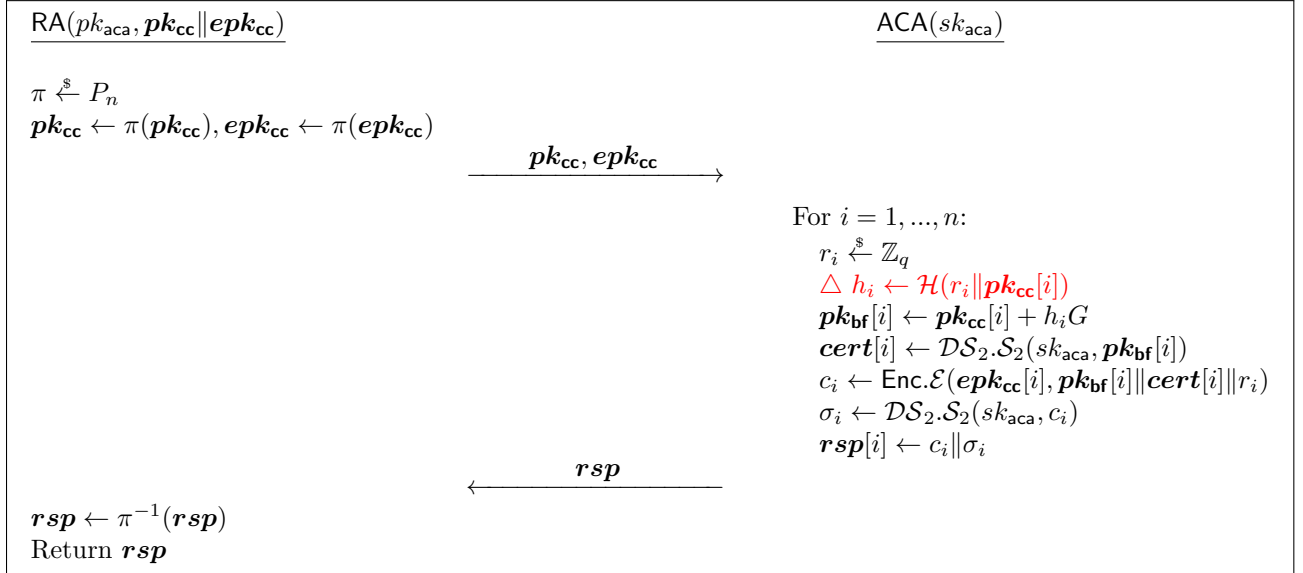 RA(pk_aca, pk_cc‖epk_cc) ACA(sk_aca)
π ←$ P_n
pk_cc ← π(pk_cc), epk_cc ← π(epk_cc)
pk_cc, epk_cc
For i = 1, ..., n:
r_i ←$ ℤ_q
△ h_i ← ℋ(r_i‖pk_cc[i])
pk_bf[i] ← pk_cc[i] + h_iG
cert[i] ← 𝒟𝒮_2.𝒮_2(sk_aca, pk_bf[i])
c_i ← Enc.ℰ(epk_cc[i], pk_bf[i]‖cert[i]‖r_i)
σ_i ← 𝒟𝒮_2.𝒮_2(sk_aca, c_i)
rsp[i] ← c_i‖σ_i
rsp
rsp ← π^{-1}(rsp)
Return rsp